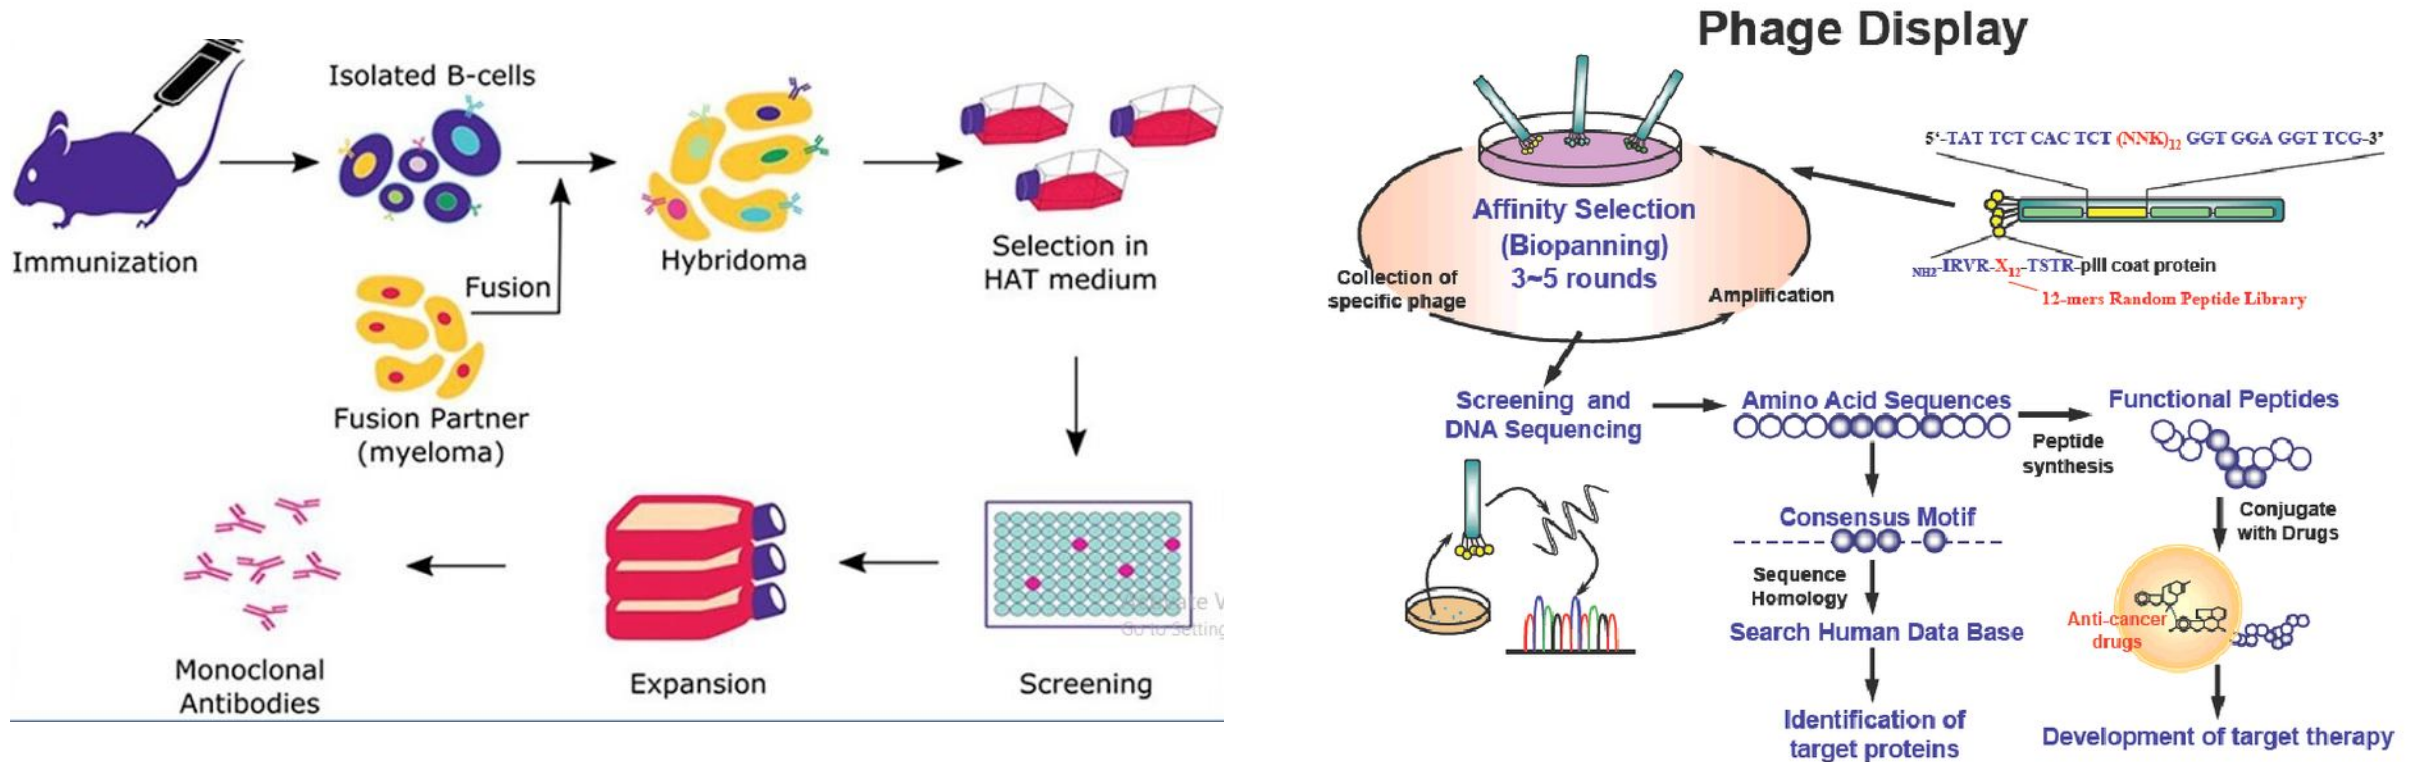 Isolated B-cells
Immunization
Fusion
Hybridoma
Selection in
HAT medium
Fusion Partner
(myeloma)
Monoclonal
Antibodies
Expansion
Screening
Phage Display
5‘-TAT TCT CAC TCT (NNK)12 GGT GGA GGT TCG-3’
Affinity Selection
(Biopanning)
3~5 rounds
Collection of
specific phage
Amplification
NH2-IRVR-X12-TSTR-pIII coat protein
12-mers Random Peptide Library
Screening and
DNA Sequencing
Amino Acid Sequences
Peptide
synthesis
Functional Peptides
Consensus Motif
Conjugate
with Drugs
Sequence
Homology
Search Human Data Base
Anti-cancer
drugs
Identification of
target proteins
Development of target therapy